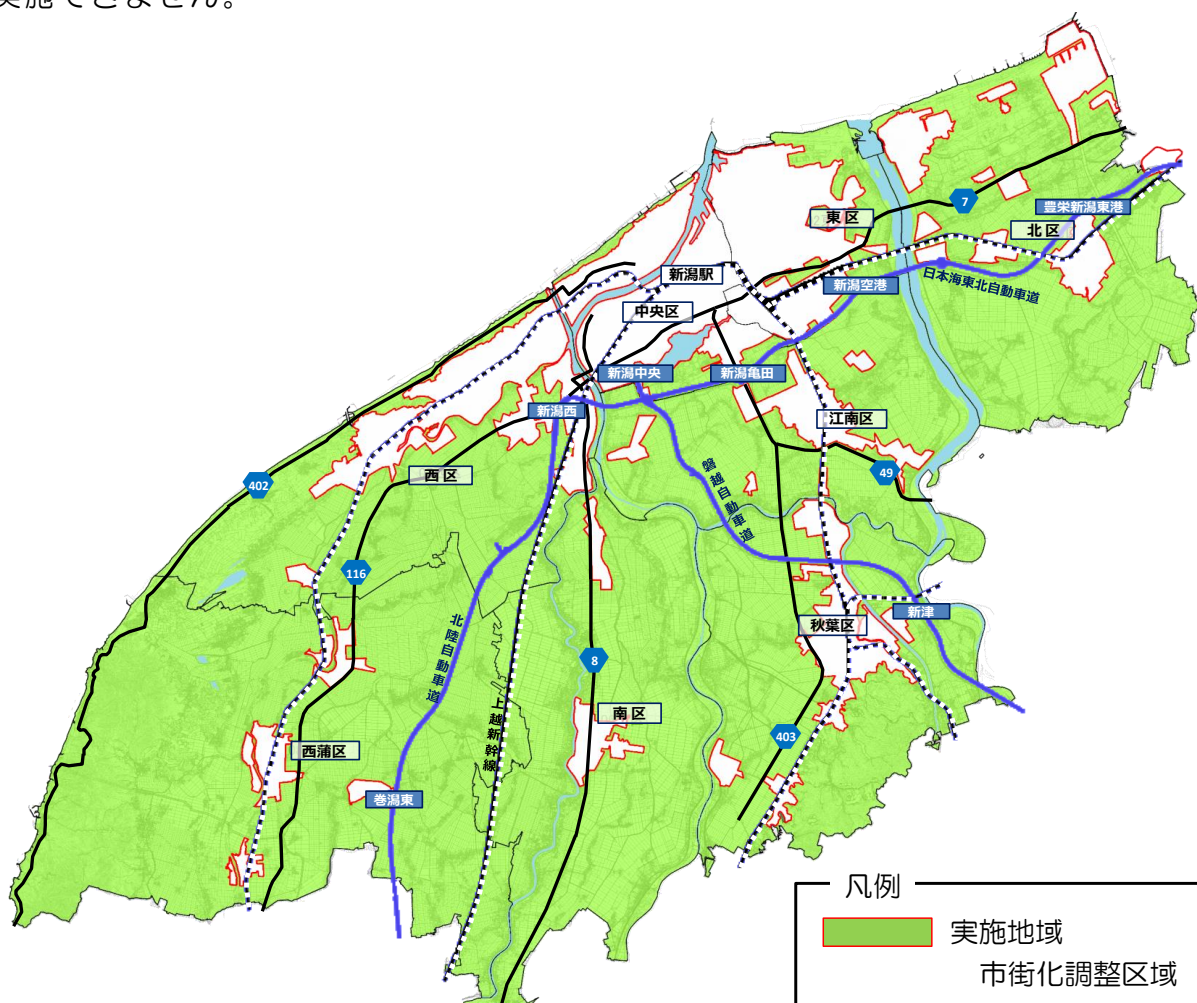 実施できません。
東区
7
豊栄新潟東港
北区
新潟駅
新潟空港
日本海東北自動車道
中央区
新潟中央
新潟亀田
新潟西
江南区
西区
402
49
磐越自動車道
116
新津
秋葉区
北陸自動車道
8
上越新幹線
南区
403
西蒲区
巻潟東
凡例
実施地域
市街化調整区域